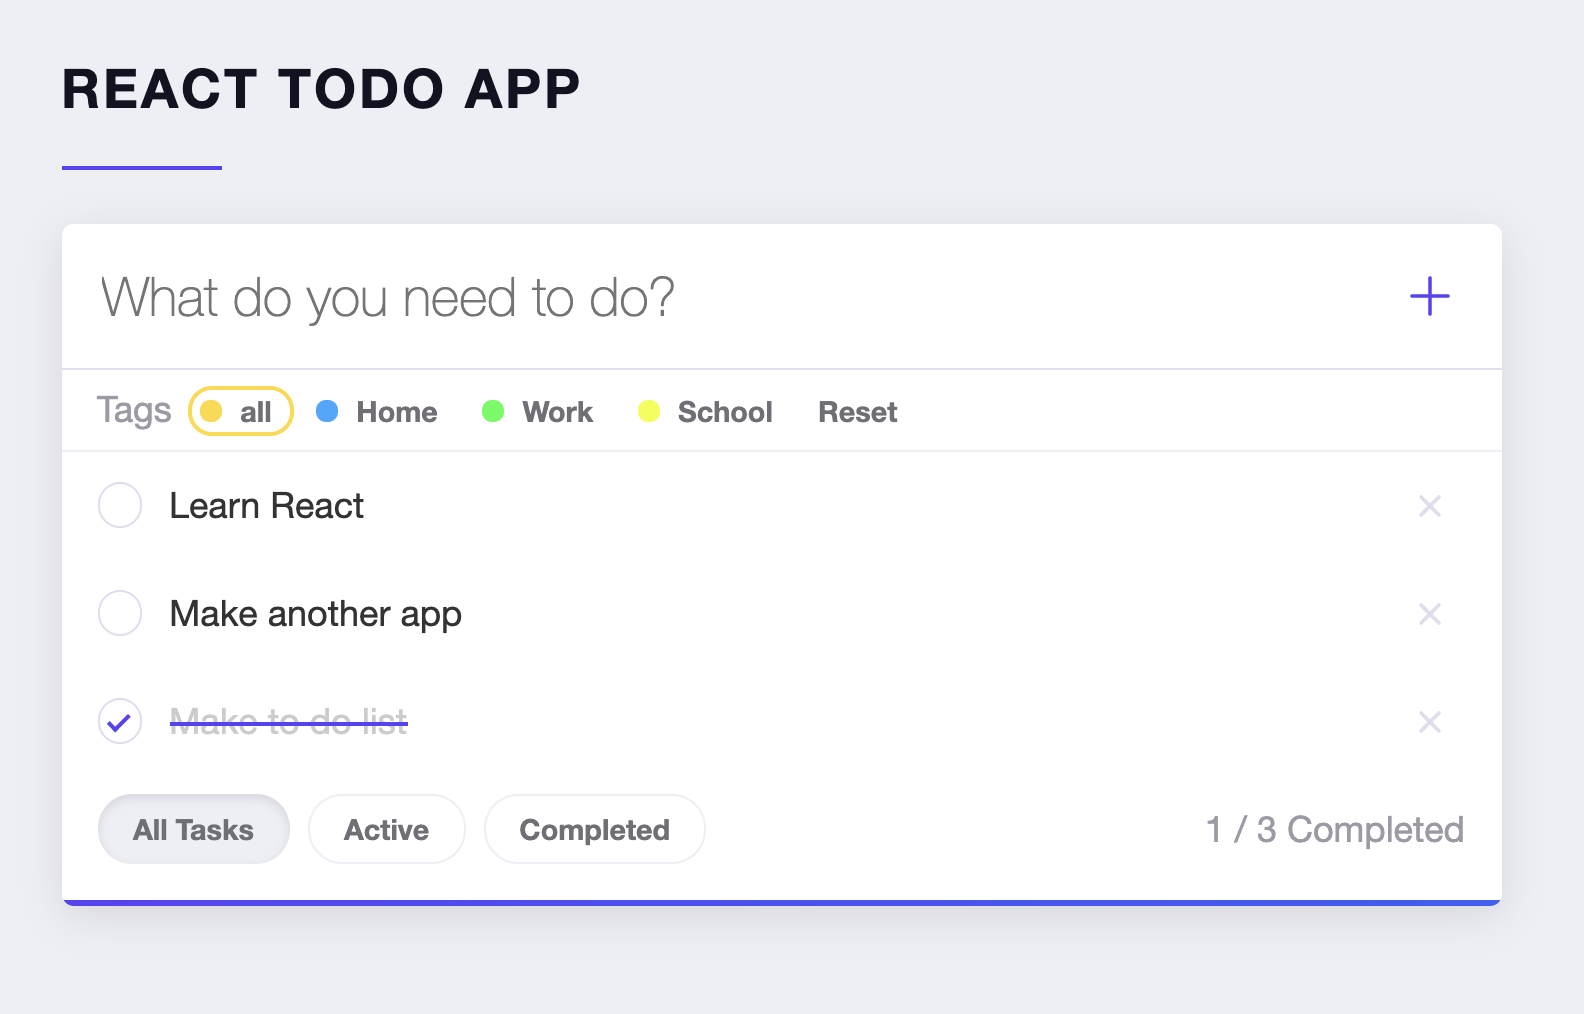 REACT TODO APP
What do you need to do?
Tags all Home Work School Reset
Learn React
Make another app
Make to do list
All Tasks Active Completed 1 / 3 Completed